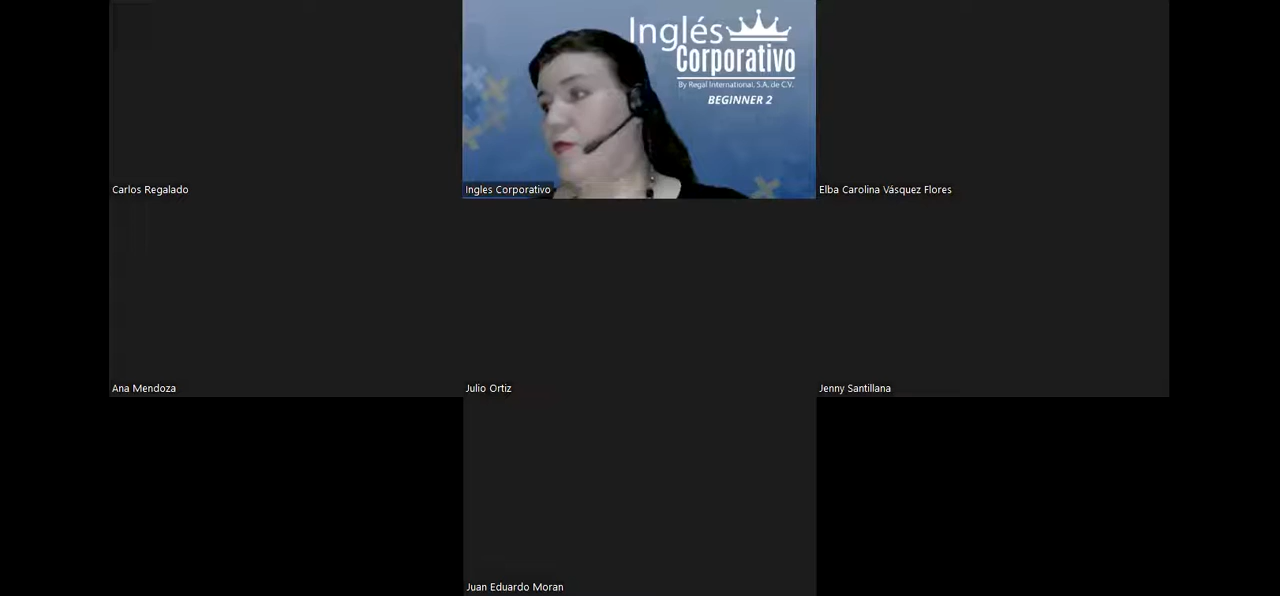 Inglés
Corporativo
By Regal International, S.A. de C.V.
BEGINNER 2
Carlos Regalado
Ingles Corporativo
Elba Carolina Vásquez Flores
Ana Mendoza
Julio Ortiz
Jenny Santillana
Juan Eduardo Moran